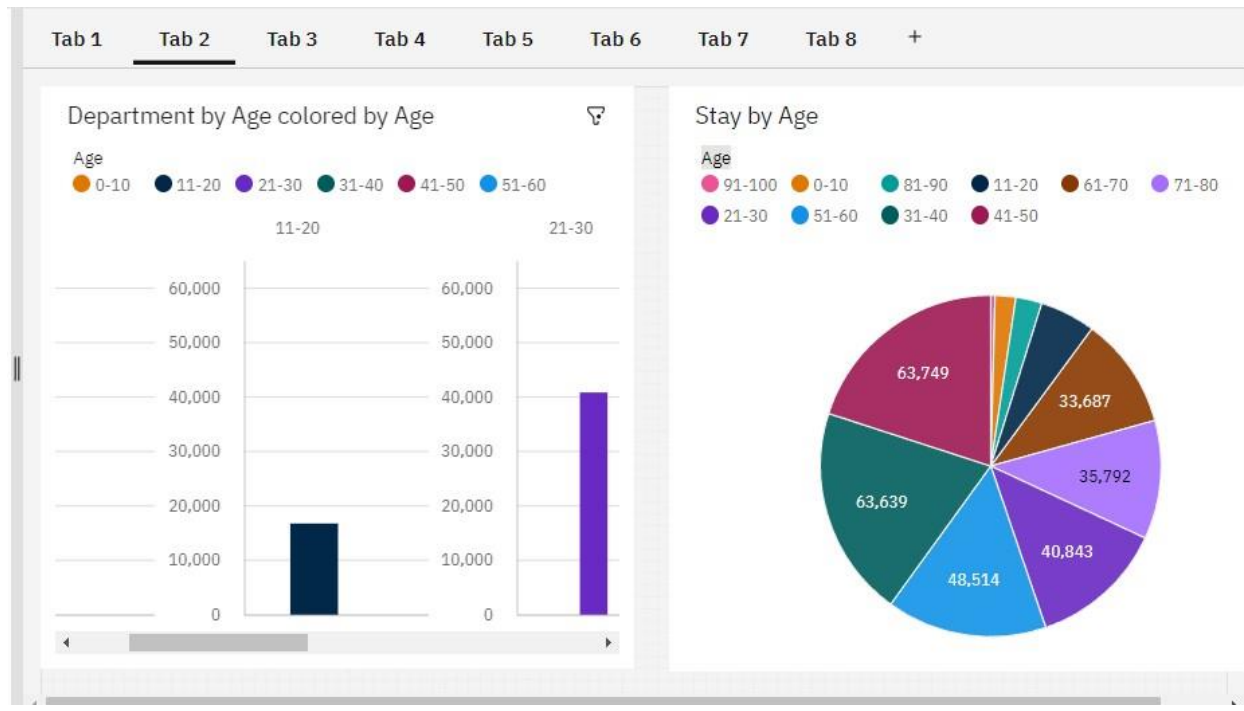 Tab 1 Tab 2 Tab 3 Tab 4 Tab 5 Tab 6 Tab 7 Tab 8 +
Department by Age colored by Age
Age
0-10 11-20 21-30 31-40 41-50 51-60
11-20 21-30
60,000 60,000
50,000 50,000
40,000 40,000
30,000 30,000
20,000 20,000
10,000 10,000
0 0
Stay by Age
Age
91-100 0-10 81-90 11-20 61-70 71-80
21-30 51-60 31-40 41-50
63,749
33,687
35,792
63,639
40,843
48,514